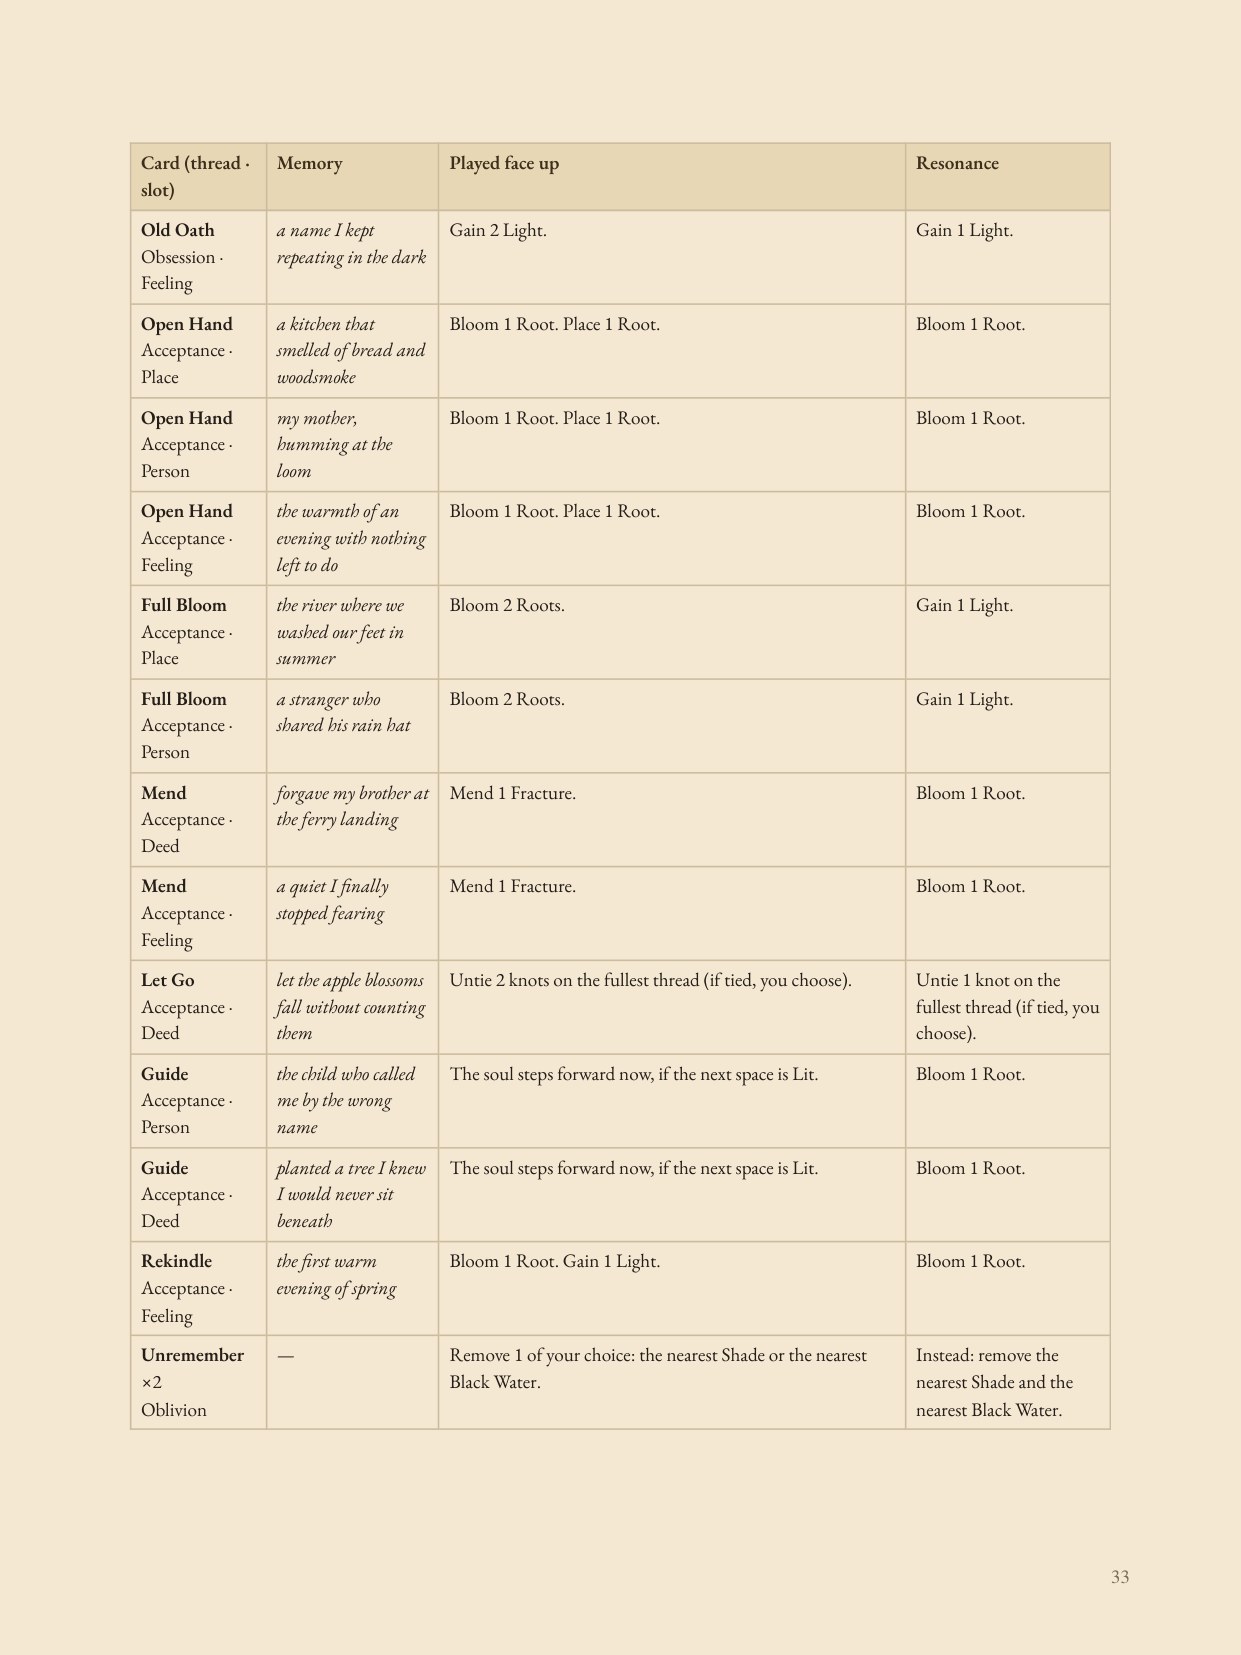 Card (thread ·
slot)
Memory
Played face up
Resonance
Old Oath
Obsession ·
Feeling
a name I kept
repeating in the dark
Gain 2 Light.
Gain 1 Light.
Open Hand
Acceptance ·
Place
a kitchen that
smelled of bread and
woodsmoke
Bloom 1 Root. Place 1 Root.
Bloom 1 Root.
Open Hand
Acceptance ·
Person
my mother,
humming at the
loom
Bloom 1 Root. Place 1 Root.
Bloom 1 Root.
Open Hand
Acceptance ·
Feeling
the warmth of an
evening with nothing
left to do
Bloom 1 Root. Place 1 Root.
Bloom 1 Root.
Full Bloom
Acceptance ·
Place
the river where we
washed our feet in
summer
Bloom 2 Roots.
Gain 1 Light.
Full Bloom
Acceptance ·
Person
a stranger who
shared his rain hat
Bloom 2 Roots.
Gain 1 Light.
Mend
Acceptance ·
Deed
forgave my brother at
the ferry landing
Mend 1 Fracture.
Bloom 1 Root.
Mend
Acceptance ·
Feeling
a quiet I finally
stopped fearing
Mend 1 Fracture.
Bloom 1 Root.
Let Go
Acceptance ·
Deed
let the apple blossoms
fall without counting
them
Untie 2 knots on the fullest thread (if tied, you choose).
Untie 1 knot on the
fullest thread (if tied, you
choose).
Guide
Acceptance ·
Person
the child who called
me by the wrong
name
The soul steps forward now, if the next space is Lit.
Bloom 1 Root.
Guide
Acceptance ·
Deed
planted a tree I knew
I would never sit
beneath
The soul steps forward now, if the next space is Lit.
Bloom 1 Root.
Rekindle
Acceptance ·
Feeling
the first warm
evening of spring
Bloom 1 Root. Gain 1 Light.
Bloom 1 Root.
Unremember
×2
Oblivion
—
Remove 1 of your choice: the nearest Shade or the nearest
Black Water.
Instead: remove the
nearest Shade and the
nearest Black Water.
33